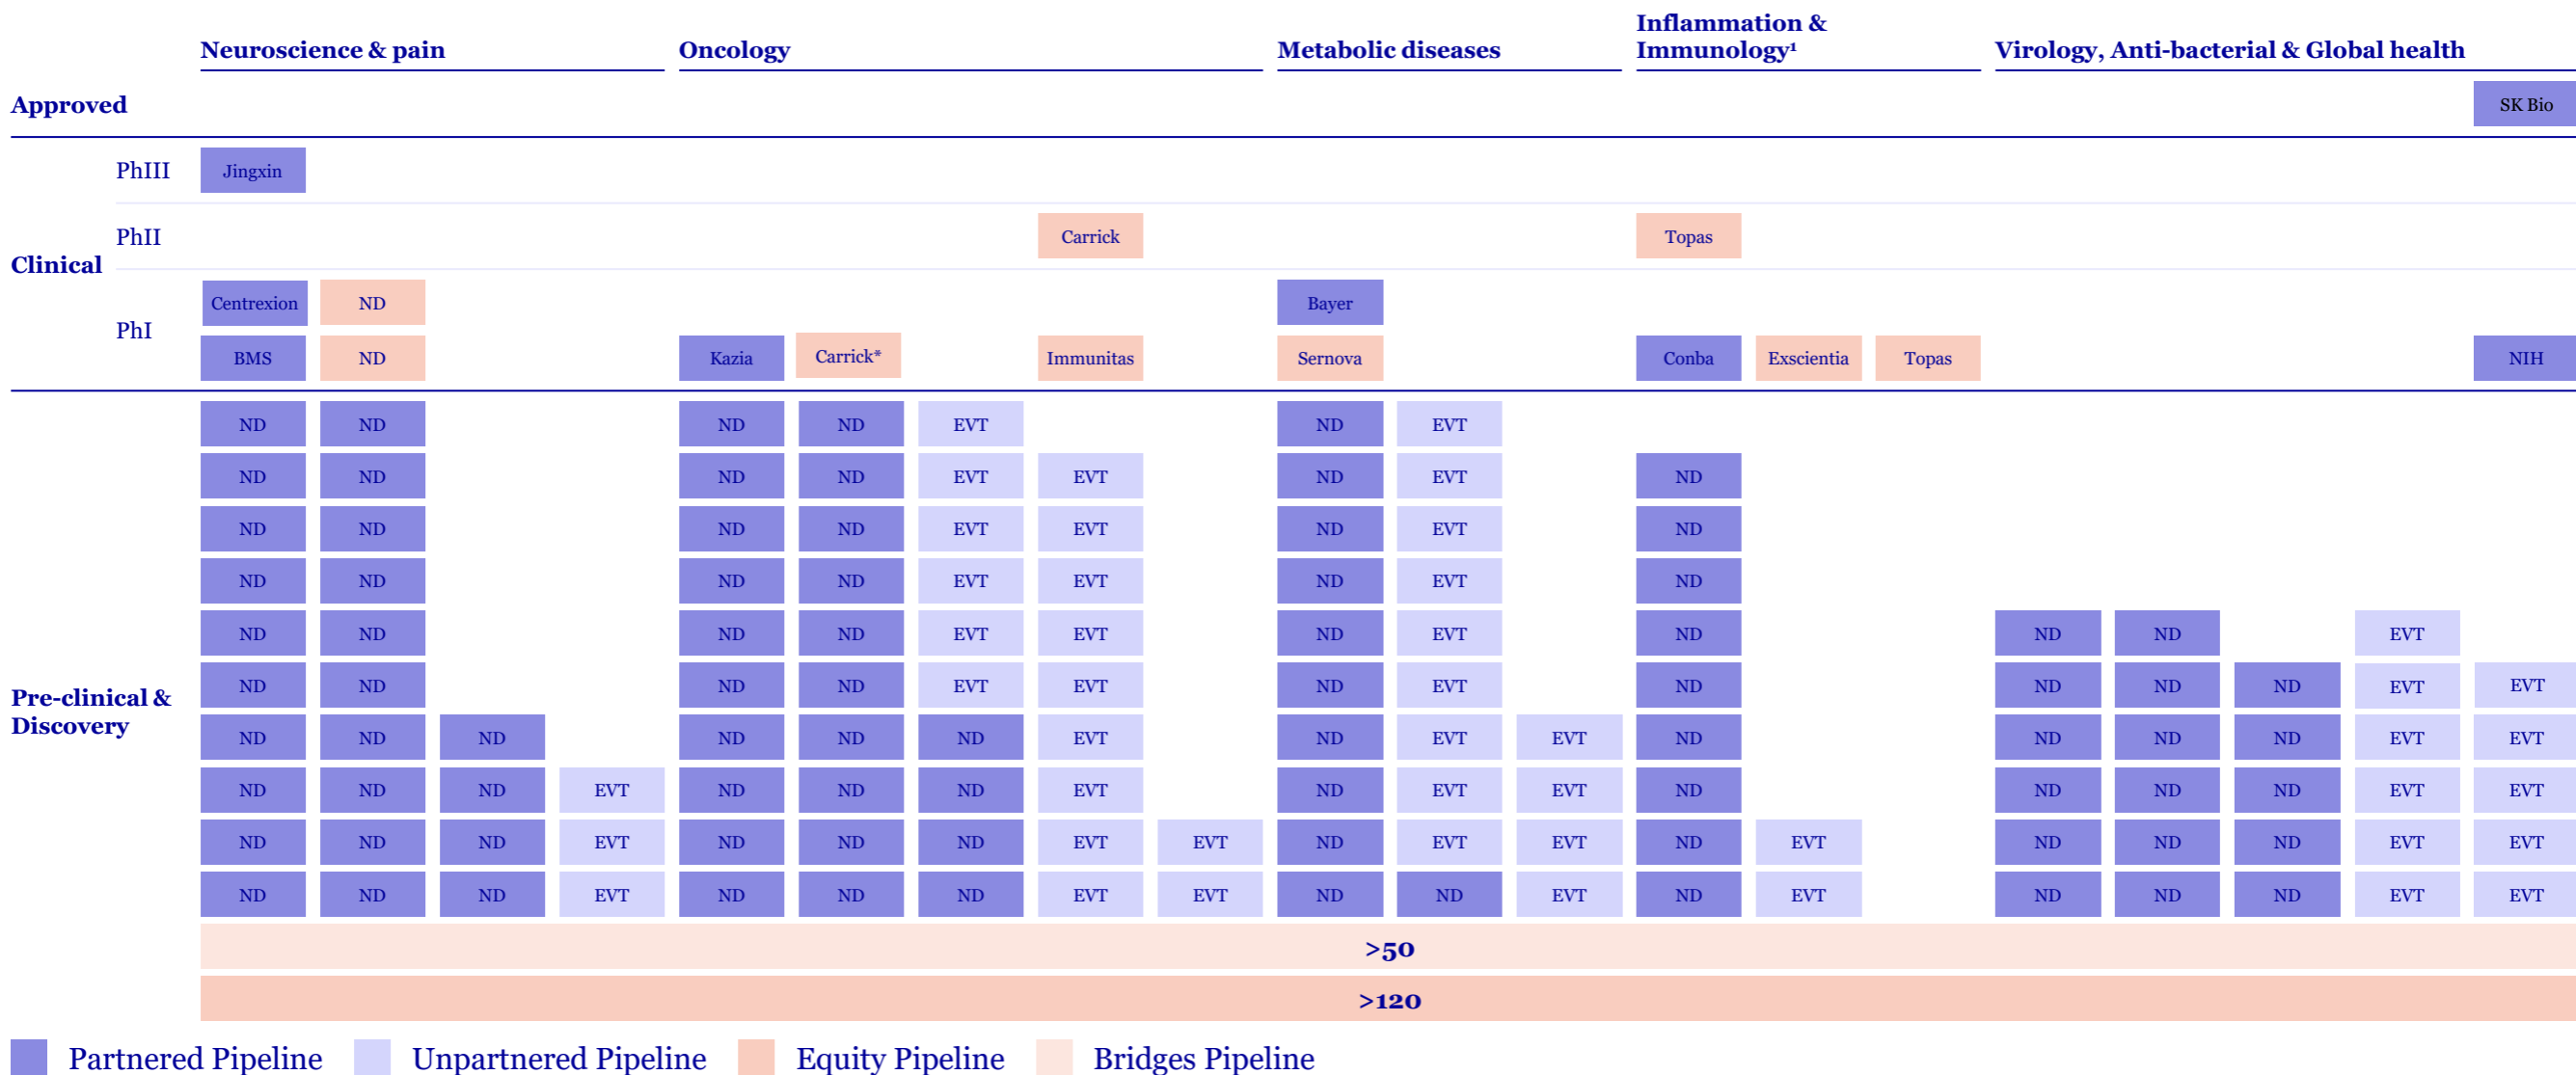 Neuroscience & pain
Oncology
Metabolic diseases
Inflammation &
Immunology¹
Virology, Anti-bacterial & Global health
Approved
SK Bio
Clinical
PhIII
Jingxin
PhII
Carrick Topas
PhI
Centrexion ND Bayer
BMS ND Kazia Carrick* Immunitas Sernova Conba Exscientia Topas NIH
Pre-clinical &
Discovery
ND ND ND ND EVT ND EVT
ND ND ND ND EVT EVT ND EVT ND
ND ND ND ND EVT EVT ND EVT ND
ND ND ND ND EVT EVT ND EVT ND
ND ND ND ND EVT EVT ND EVT ND ND ND EVT
ND ND ND ND EVT EVT ND EVT ND ND ND ND EVT EVT
ND ND ND ND ND ND EVT ND EVT EVT ND ND ND ND EVT EVT
ND ND ND EVT ND ND ND EVT ND EVT EVT ND ND ND ND EVT EVT
ND ND ND EVT ND ND ND EVT EVT ND EVT EVT ND EVT ND ND ND EVT EVT
ND ND ND EVT ND ND ND EVT EVT ND ND EVT ND EVT ND ND ND EVT EVT
>50
>120
Partnered Pipeline Unpartnered Pipeline Equity Pipeline Bridges Pipeline